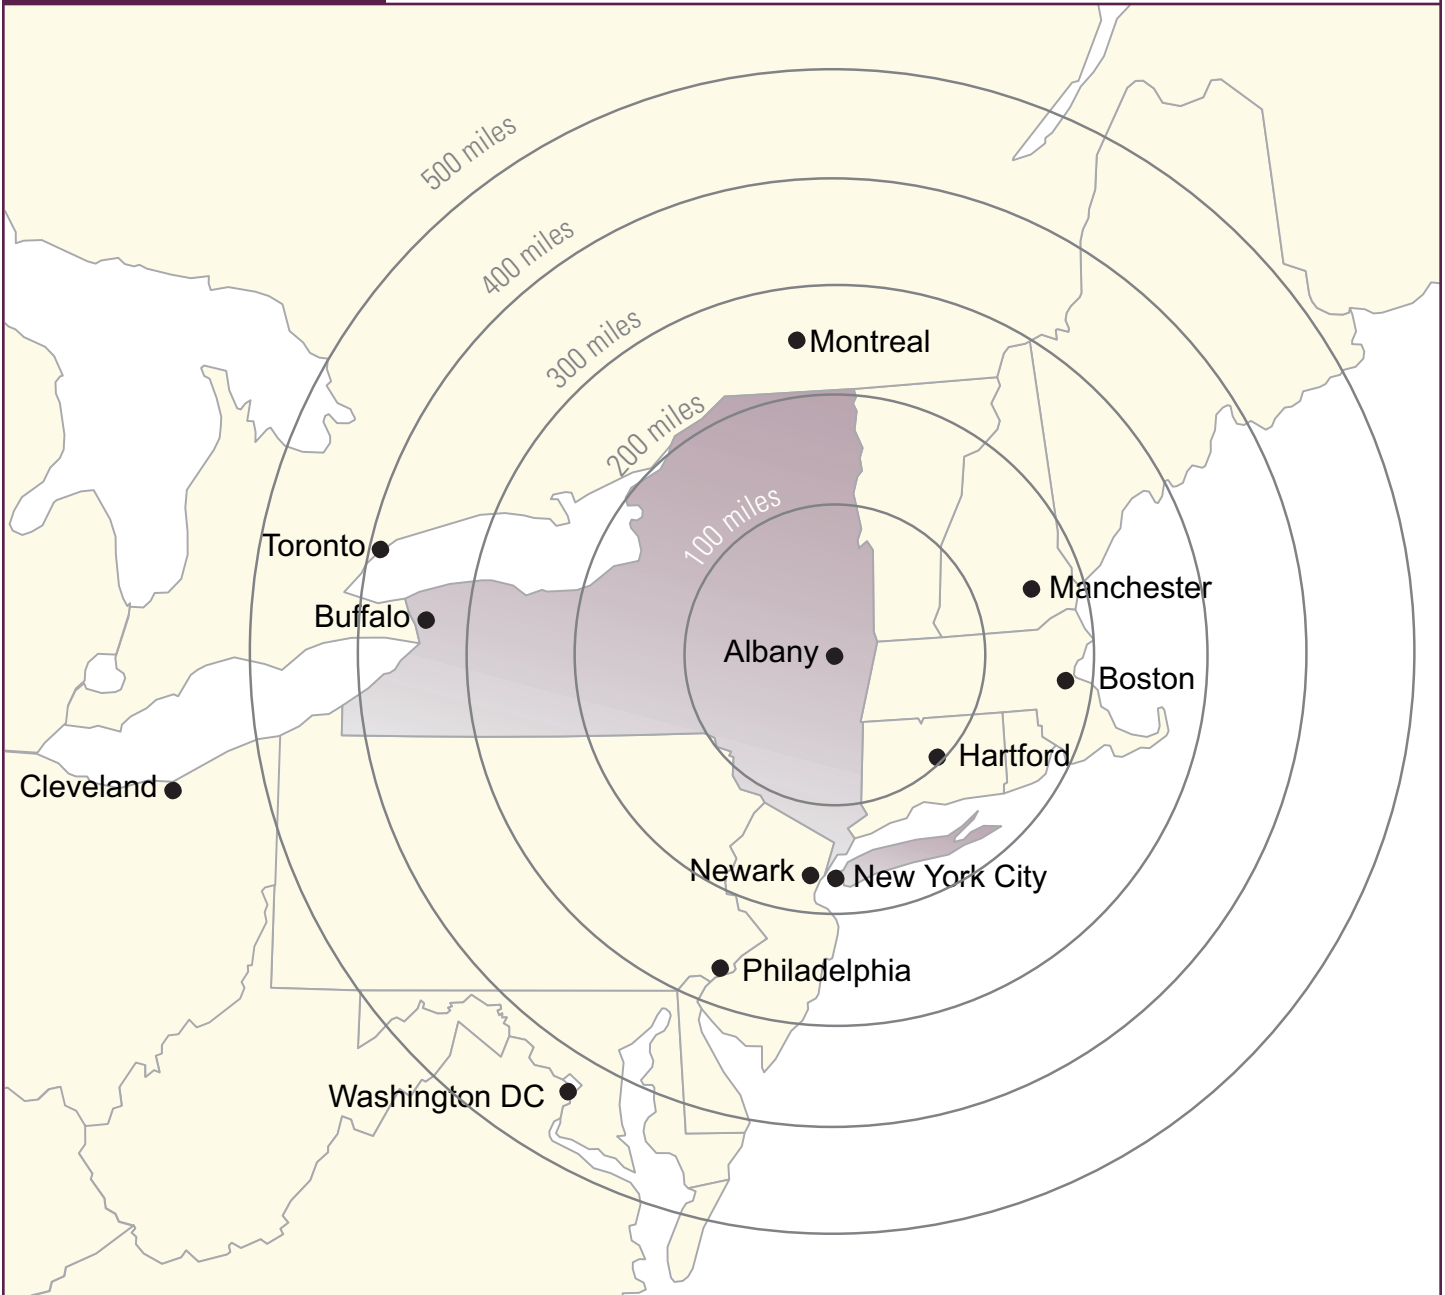 500 miles
400 miles
300 miles
200 miles
100 miles
Montreal
Toronto
Buffalo
Manchester
Albany
Boston
Hartford
Cleveland
Newark
New York City
Philadelphia
Washington DC